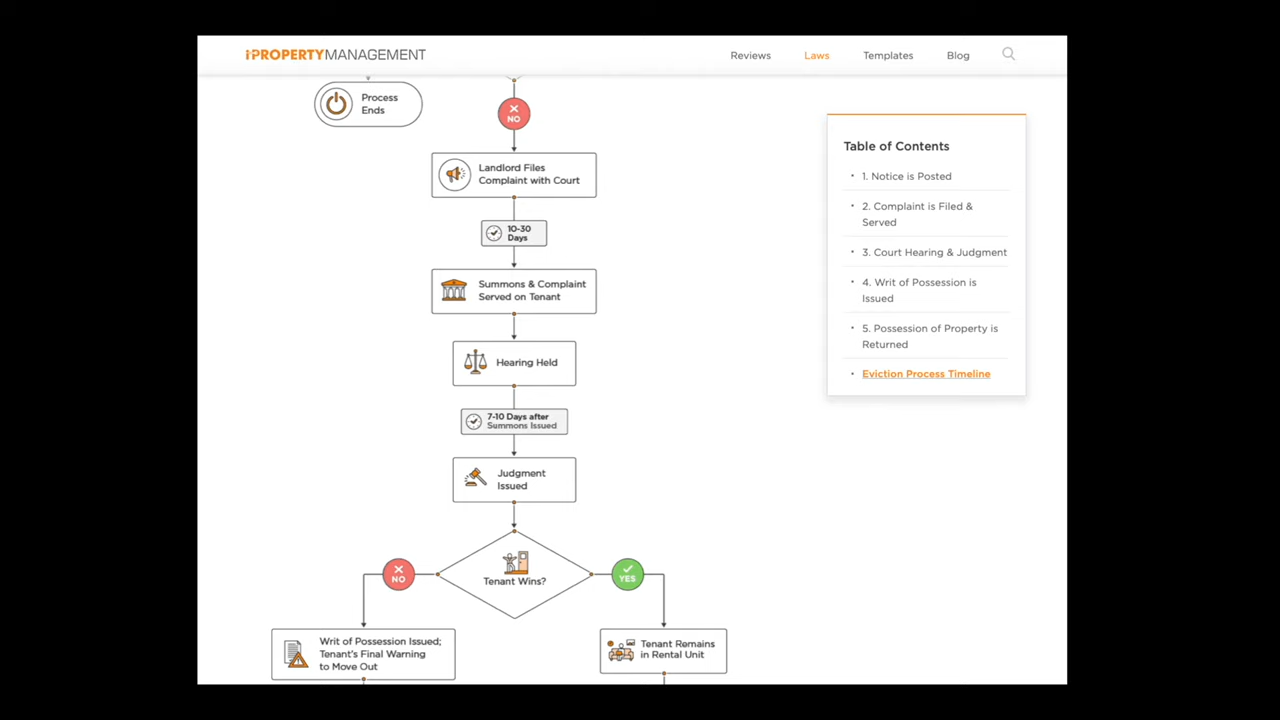 iPROPERTYMANAGEMENT
Reviews
Laws
Templates
Blog
Process
Ends
NO
Landlord Files
Complaint with Court
10-30
Days
Summons & Complaint
Served on Tenant
Hearing Held
7-10 Days after
Summons Issued
Judgment
Issued
Tenant Wins?
NO
YES
Writ of Possession Issued;
Tenant's Final Warning
to Move Out
Tenant Remains
in Rental Unit
Table of Contents
1. Notice is Posted
2. Complaint is Filed &
Served
3. Court Hearing & Judgment
4. Writ of Possession is
Issued
5. Possession of Property is
Returned
Eviction Process Timeline